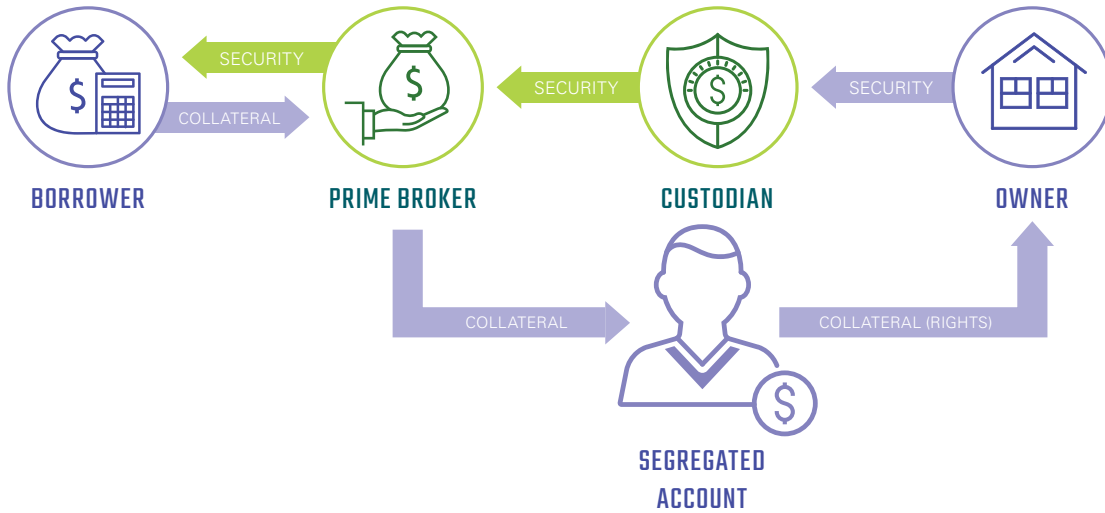 SECURITY
COLLATERAL
SECURITY
SECURITY
$
$
$
BORROWER
PRIME BROKER
CUSTODIAN
OWNER
COLLATERAL
COLLATERAL (RIGHTS)
$
SEGREGATED
ACCOUNT